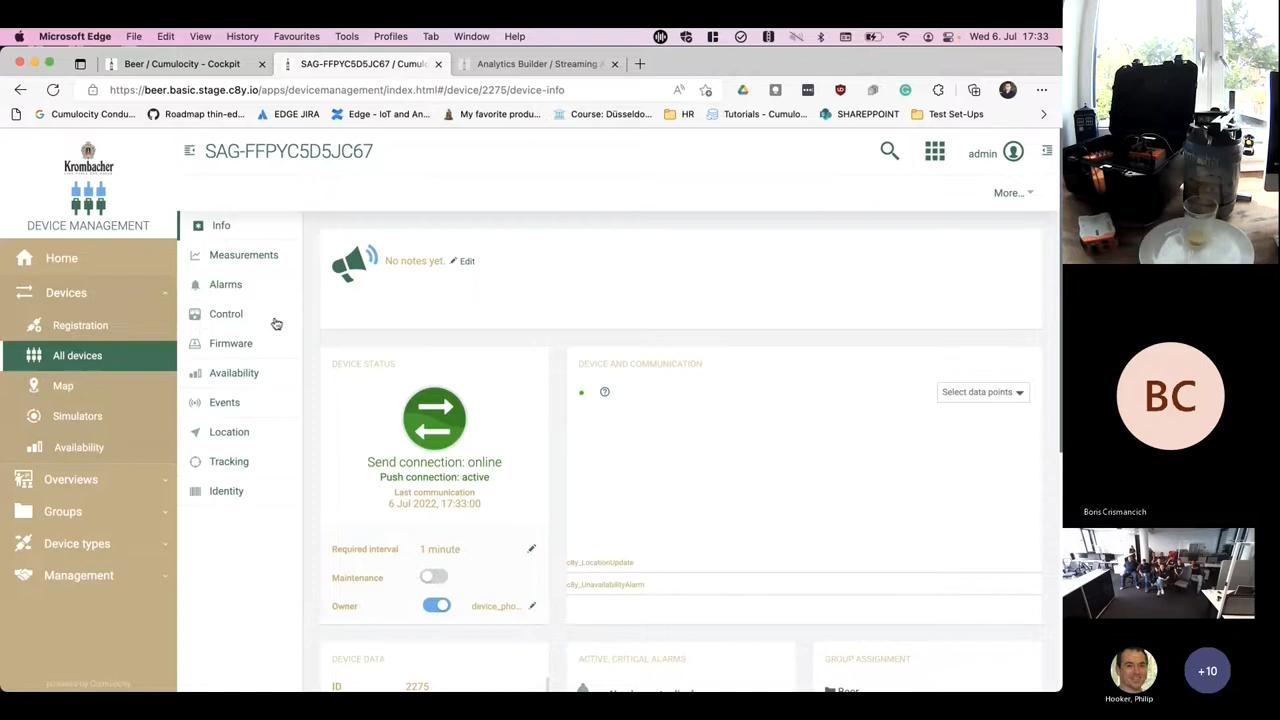 Microsoft Edge File Edit View History Favourites Tools Profiles Tab Window Help Wed 6. Jul 17:33
Beer / Cumulocity - Cockpit
SAG-FFPYC5D5JC67 / Cumul
Analytics Builder / Streaming A
https://beer.basic.stage.c8y.io/apps/devicemanagement/index.html#/device/2275/device-info
Cumulocity Condu...
Roadmap thin-ed...
EDGE JIRA
Edge - IoT and An...
My favorite produ...
Course: Düsseldo...
HR
Tutorials - Cumulo...
SHAREPPOINT
Test Set-Ups
Krombacher
DEVICE MANAGEMENT
SAG-FFPYC5D5JC67
admin
More...
Home
Devices
Registration
All devices
Map
Simulators
Availability
Overviews
Groups
Device types
Management
powered by Cumulocity
Info
Measurements
Alarms
Control
Firmware
Availability
Events
Location
Tracking
Identity
No notes yet. Edit
DEVICE STATUS
Send connection: online
Push connection: active
Last communication
6 Jul 2022, 17:33:00
Required interval 1 minute
Maintenance
Owner device_pho...
DEVICE AND COMMUNICATION
Select data points
c8y_LocationUpdate
c8y_UnavailabilityAlarm
DEVICE DATA
ID 2275
ACTIVE, CRITICAL ALARMS
GROUP ASSIGNMENT
Beer
BC
Boris Crismancich
Hooker, Philip
+10